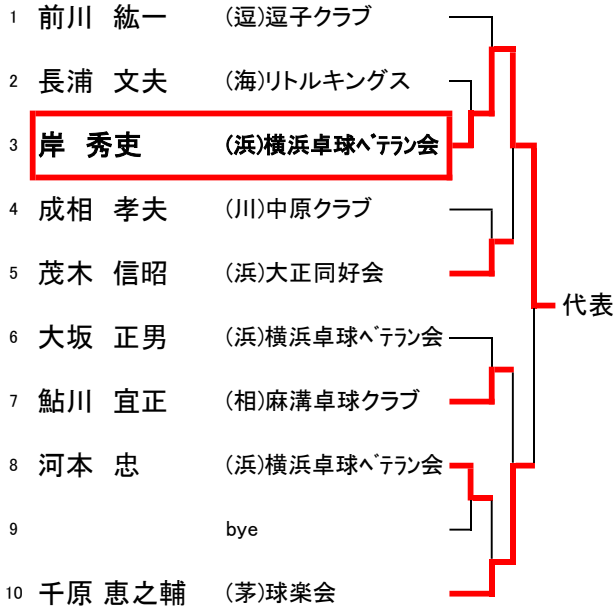 1 前川 紘一 (逗)逗子クラブ
2 長浦 文夫 (海)リトルキングス
3 岸 秀吏 (浜)横浜卓球ベテラン会
4 成相 孝夫 (川)中原クラブ
5 茂木 信昭 (浜)大正同好会
代表
6 大坂 正男 (浜)横浜卓球ベテラン会
7 鮎川 宜正 (相)麻溝卓球クラブ
8 河本 忠 (浜)横浜卓球ベテラン会
9 bye
10 千原 恵之輔 (茅)球楽会